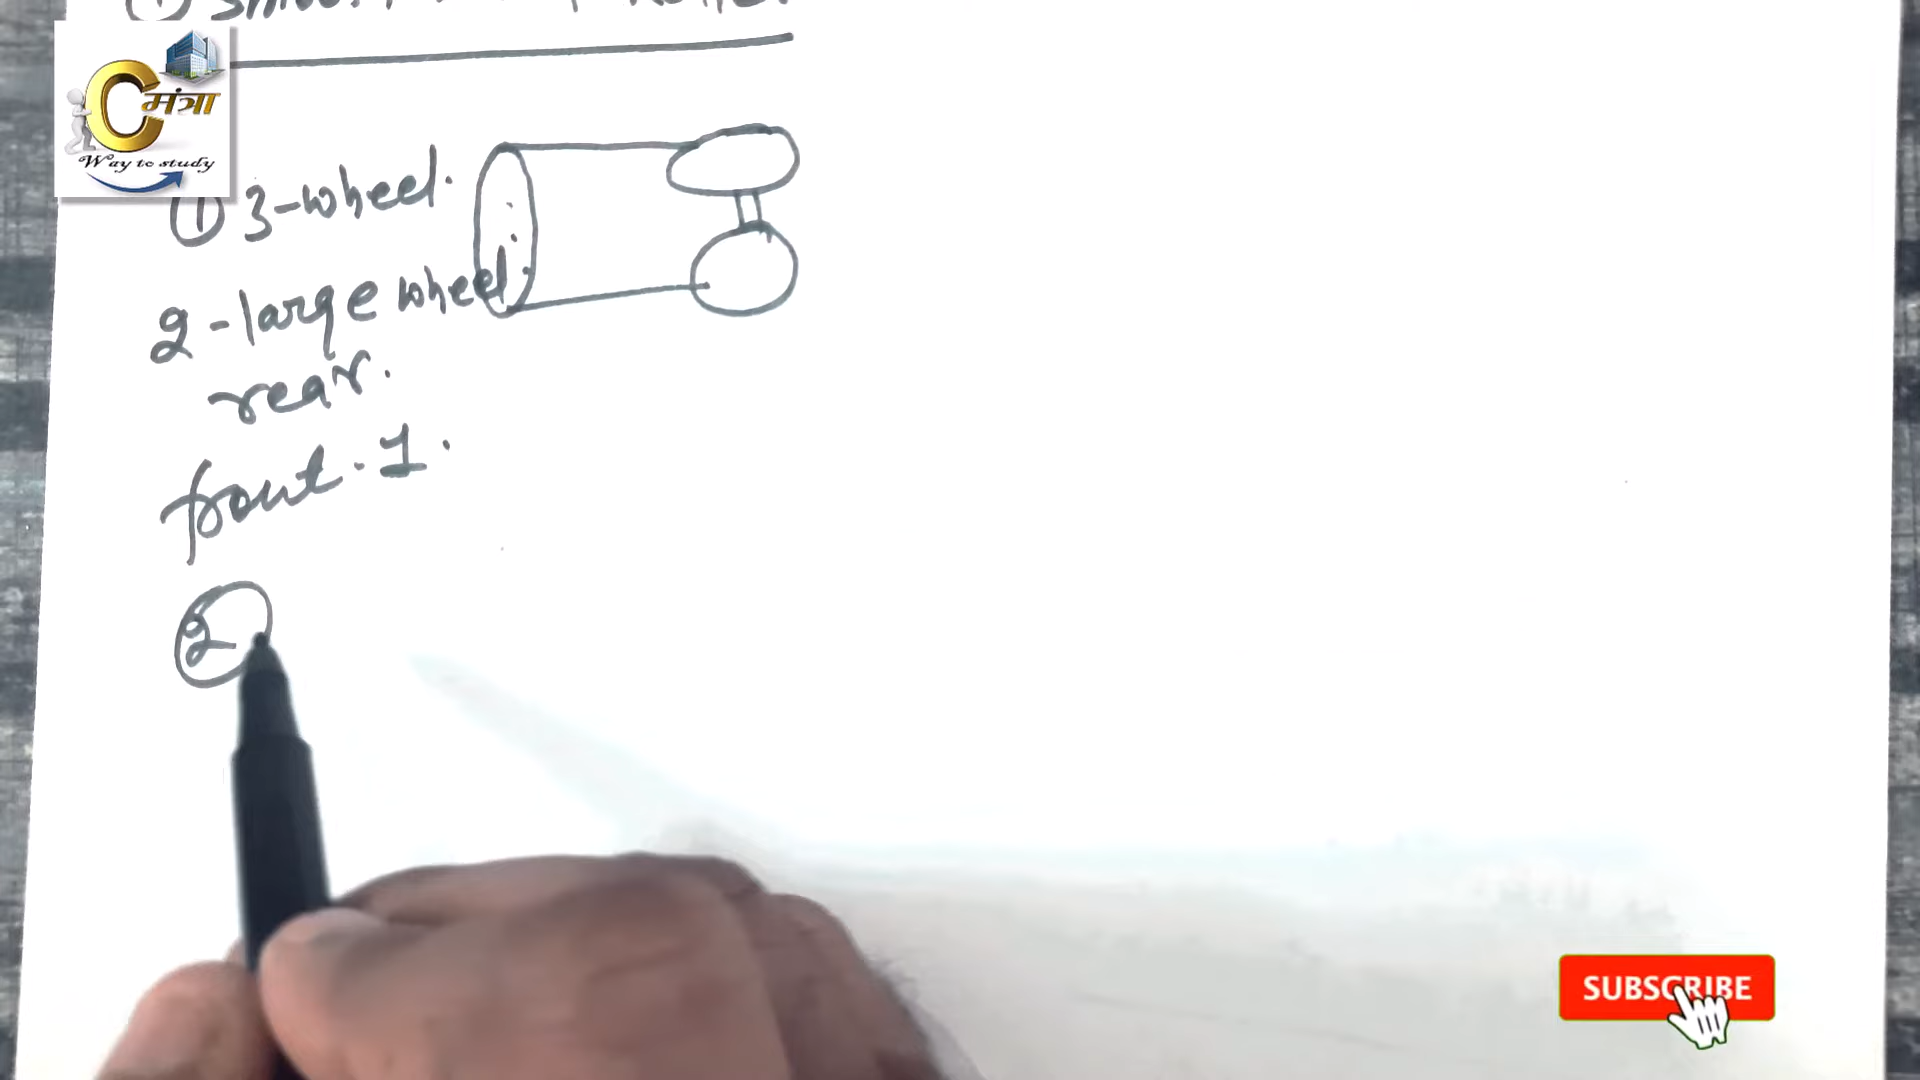 C मंत्रा
Way to study
① 3-wheel.
2 - large wheel.
rear.
front. 1.
②
SUBSCRIBE